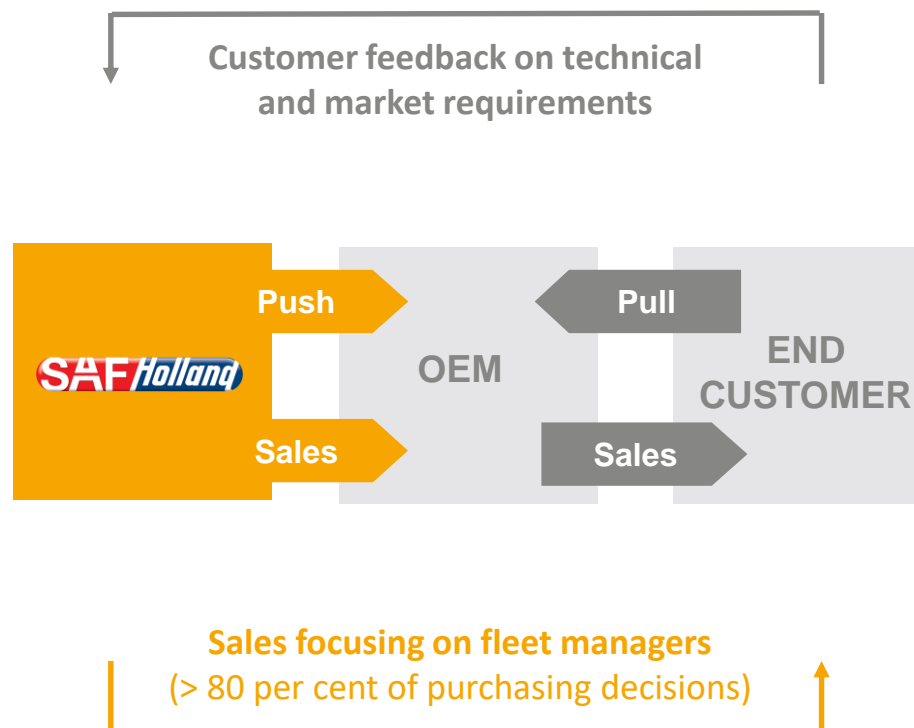 Customer feedback on technical
and market requirements
Push
Pull
SAF Holland
OEM
END
CUSTOMER
Sales
Sales
Sales focusing on fleet managers
(> 80 per cent of purchasing decisions)